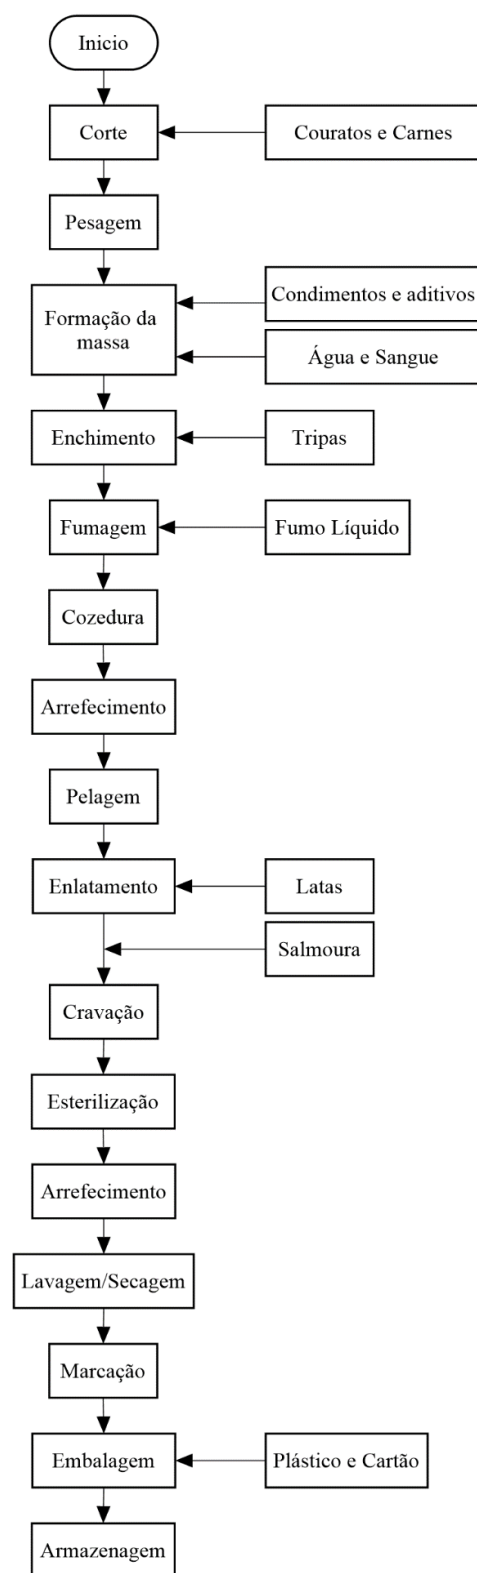 Inicio
Corte
Couratos e Carnes
Pesagem
Formação da
massa
Condimentos e aditivos
Água e Sangue
Enchimento
Tripas
Fumagem
Fumo Líquido
Cozedura
Arrefecimento
Pelagem
Enlatamento
Latas
Salmoura
Cravação
Esterilização
Arrefecimento
Lavagem/Secagem
Marcação
Embalagem
Plástico e Cartão
Armazenagem